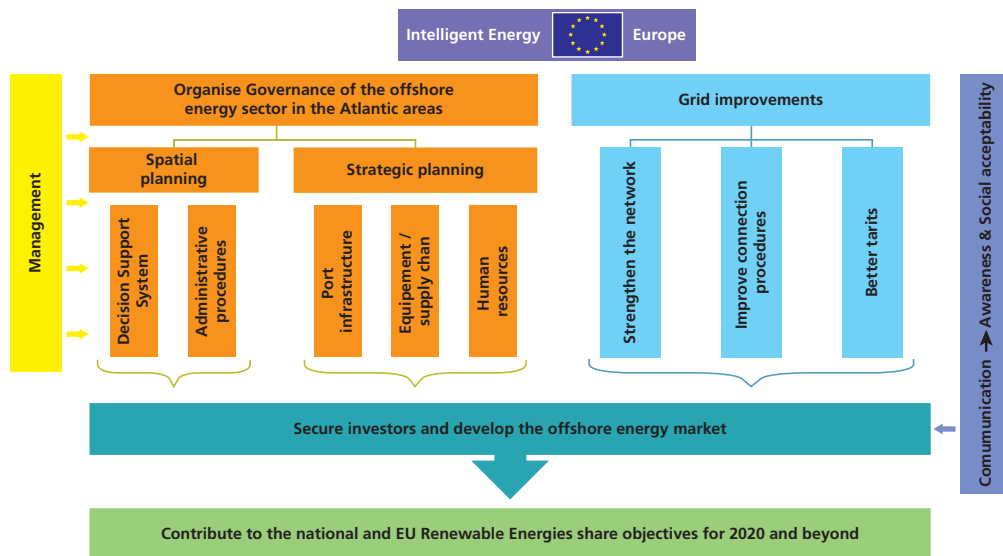 Intelligent Energy Europe
Management
Organise Governance of the offshore
energy sector in the Atlantic areas
Spatial
planning
Decision Support
System
Administrative
procedures
Strategic planning
Port
infrastructure
Equipement /
supply chan
Human
resources
Grid improvements
Strengthen the network
Improve connection
procedures
Better tarits
Comumunication → Awareness & Social acceptability
Secure investors and develop the offshore energy market
Contribute to the national and EU Renewable Energies share objectives for 2020 and beyond